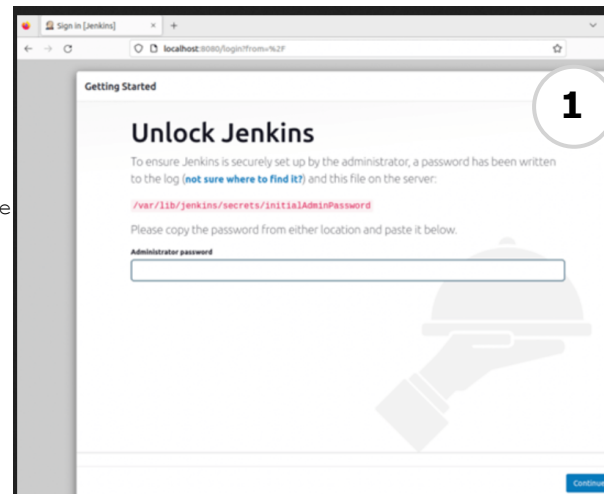 Sign in [Jenkins]
localhost:8080/login?from=%2F
Getting Started
1
Unlock Jenkins
To ensure Jenkins is securely set up by the administrator, a password has been written
to the log (not sure where to find it?) and this file on the server:
e
/var/lib/jenkins/secrets/initialAdminPassword
Please copy the password from either location and paste it below.
Administrator password
Continue